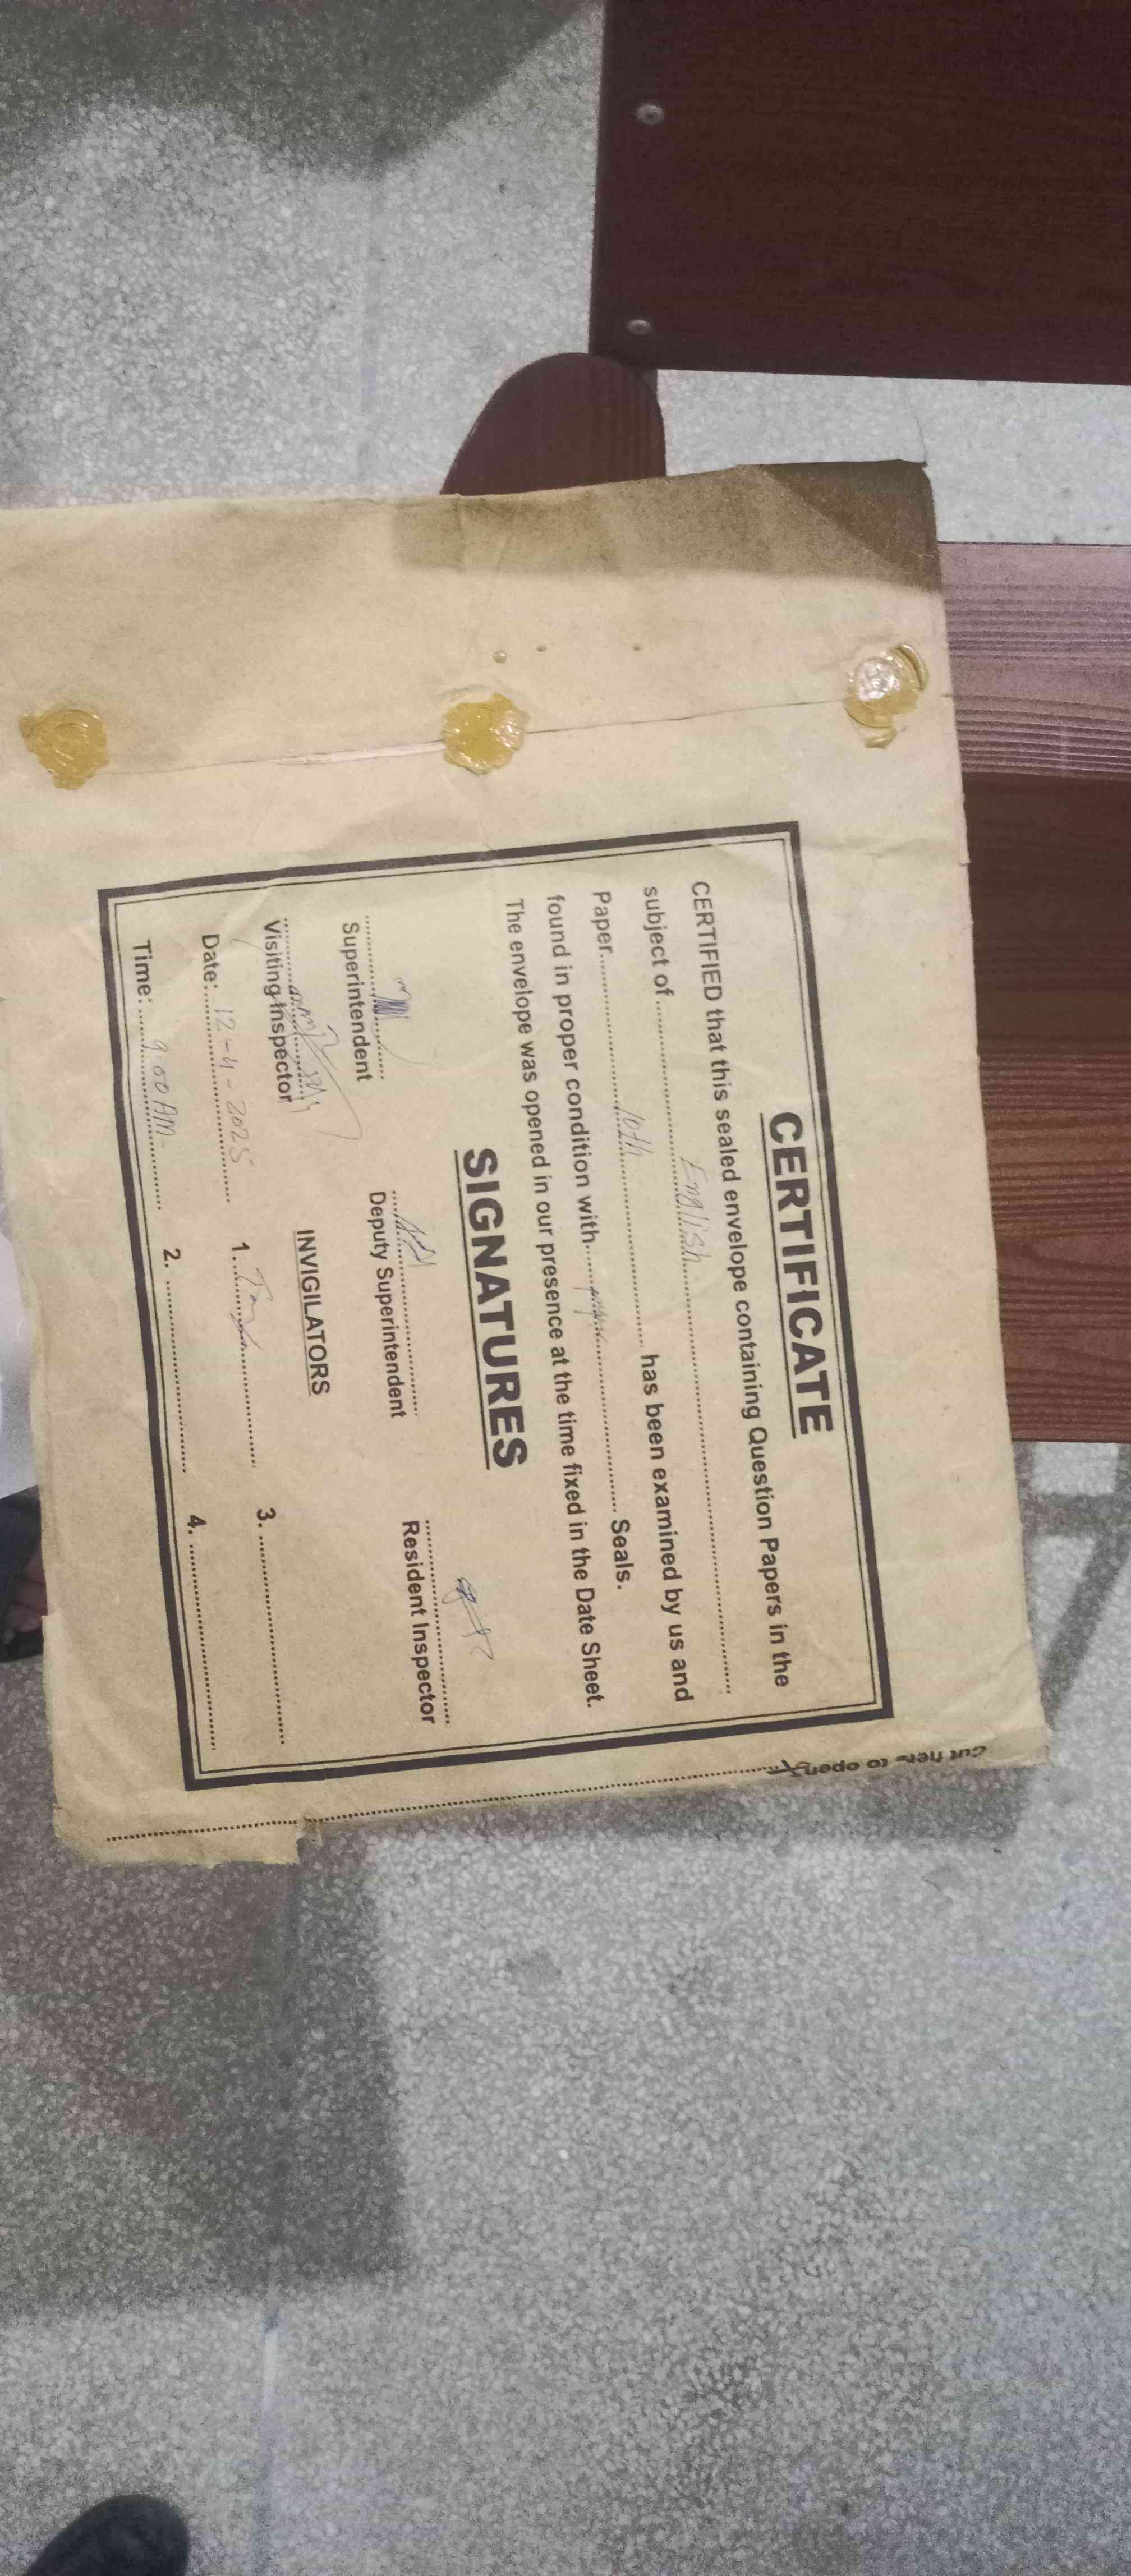 CERTIFICATE
CERTIFIED that this sealed envelope containing Question Papers in the
subject of ........ English ........
Paper ........ 10th ........ has been examined by us and
found in proper condition with ........ Seals.
The envelope was opened in our presence at the time fixed in the Date Sheet.
SIGNATURES
Superintendent Deputy Superintendent Resident Inspector
Visiting Inspector INVIGILATORS
Date: 12-4-2025 1. ........ 3. ........
Time: 9:00 AM 2. ........ 4. ........
Cut here to open